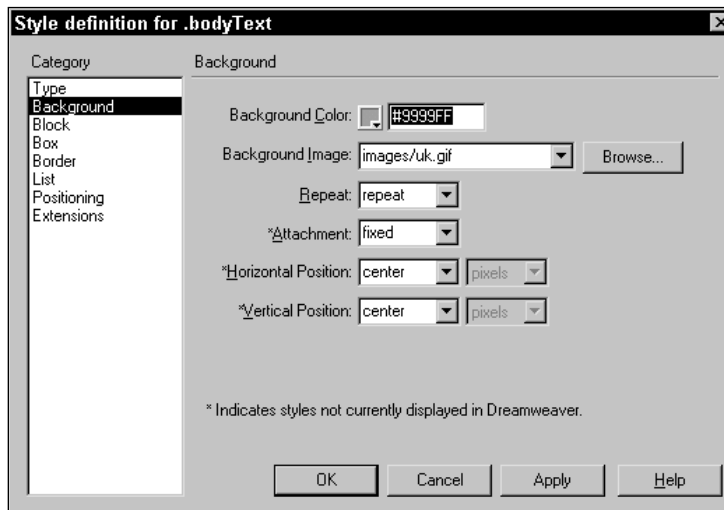 Style definition for .bodyText
Category
Type
Background
Block
Box
Border
List
Positioning
Extensions
Background
Background Color: #9999FF
Background Image: images/uk.gif Browse...
Repeat: repeat
*Attachment: fixed
*Horizontal Position: center pixels
*Vertical Position: center pixels
* Indicates styles not currently displayed in Dreamweaver.
OK Cancel Apply Help